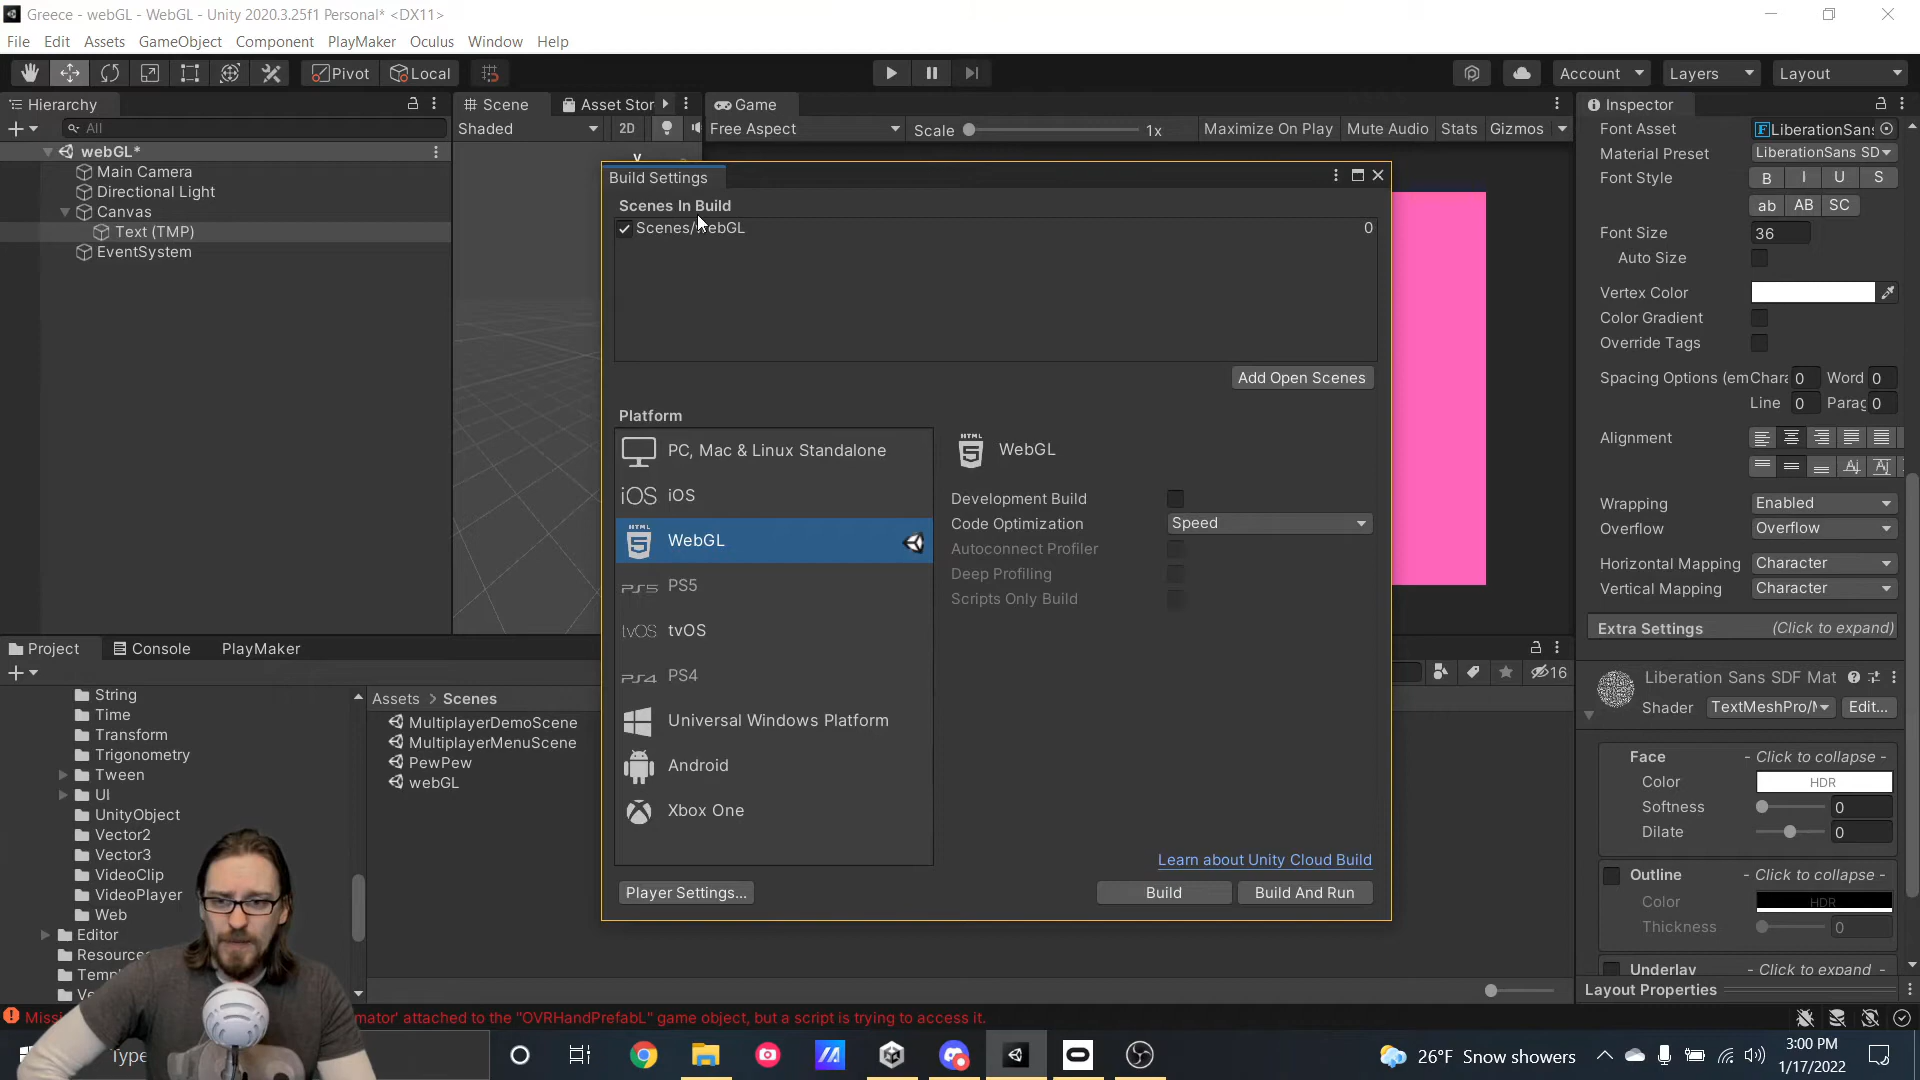 Greece - webGL - WebGL - Unity 2020.3.25f1 Personal* <DX11>
File Edit Assets GameObject Component PlayMaker Oculus Window Help
Pivot Local Account Layers Layout
Hierarchy
All
webGL*
Main Camera
Directional Light
Canvas
Text (TMP)
EventSystem
Scene Asset Stor Game
Shaded 2D Free Aspect Scale 1x Maximize On Play Mute Audio Stats Gizmos
y
Build Settings
Scenes In Build
Scenes/WebGL 0
Add Open Scenes
Platform
PC, Mac & Linux Standalone
iOS iOS
HTML 5 WebGL
PS5 PS5
tvOS tvOS
PS4 PS4
Universal Windows Platform
Android
Xbox One
HTML 5 WebGL
Development Build
Code Optimization Speed
Autoconnect Profiler
Deep Profiling
Scripts Only Build
Learn about Unity Cloud Build
Player Settings... Build Build And Run
Inspector
Font Asset LiberationSans
Material Preset LiberationSans SD
Font Style B I U S
ab AB SC
Font Size 36
Auto Size
Vertex Color
Color Gradient
Override Tags
Spacing Options (em Chara 0 Word 0
Line 0 Parag 0
Alignment
Wrapping Enabled
Overflow Overflow
Horizontal Mapping Character
Vertical Mapping Character
Extra Settings (Click to expand)
Liberation Sans SDF Mat
Shader TextMeshPro/M Edit...
Face - Click to collapse -
Color HDR
Softness 0
Dilate 0
Outline - Click to collapse -
Color HDR
Thickness 0
Underlay - Click to expand -
Layout Properties
Project Console PlayMaker
16
String
Time
Transform
Trigonometry
Tween
UI
UnityObject
Vector2
Vector3
VideoClip
VideoPlayer
Web
Editor
Resource
Temp
Assets > Scenes
MultiplayerDemoScene
MultiplayerMenuScene
PewPew
webGL
mator' attached to the "OVRHandPrefabL" game object, but a script is trying to access it.
Type
26°F Snow showers
3:00 PM
1/17/2022